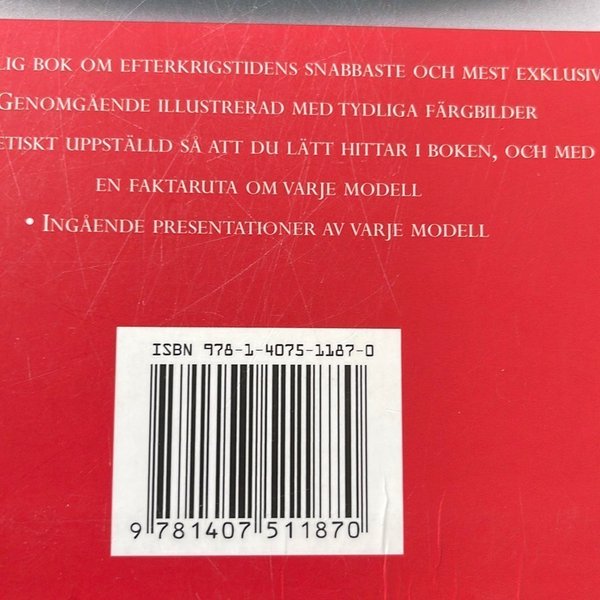 LIG BOK OM EFTERKRIGSTIDENS SNABBASTE OCH MEST EXKLUSIV
GENOMGÅENDE ILLUSTRERAD MED TYDLIGA FÄRGBILDER
ETISKT UPPSTÄLLD SÅ ATT DU LÄTT HITTAR I BOKEN, OCH MED
EN FAKTARUTA OM VARJE MODELL
• INGÅENDE PRESENTATIONER AV VARJE MODELL
ISBN 978-1-4075-1187-0
9 781407 511870